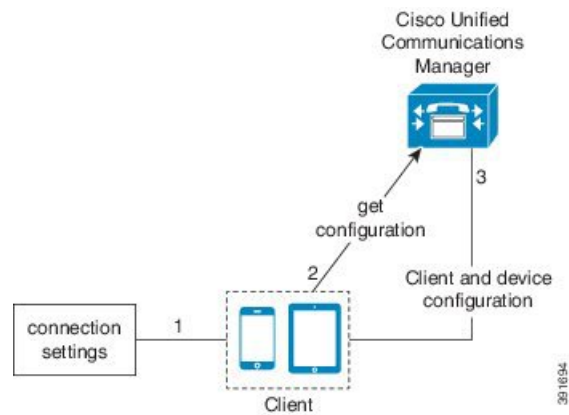 Cisco Unified
Communications
Manager
3
get
configuration
2
Client and device
configuration
connection
settings
1
Client
391694